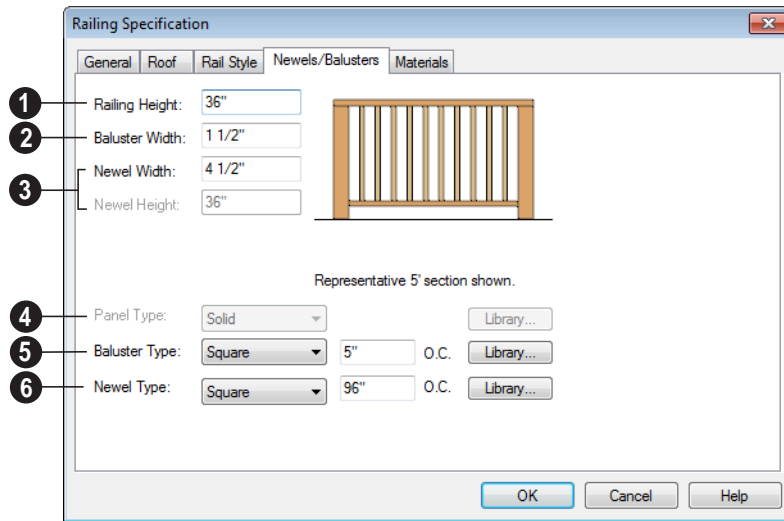 Railing Specification
General Roof Rail Style Newels/Balusters Materials
1 Railing Height: 36"
2 Baluster Width: 1 1/2"
3 Newel Width: 4 1/2"
Newel Height: 36"
Representative 5' section shown.
4 Panel Type: Solid Library...
5 Baluster Type: Square 5" O.C. Library...
6 Newel Type: Square 96" O.C. Library...
OK Cancel Help